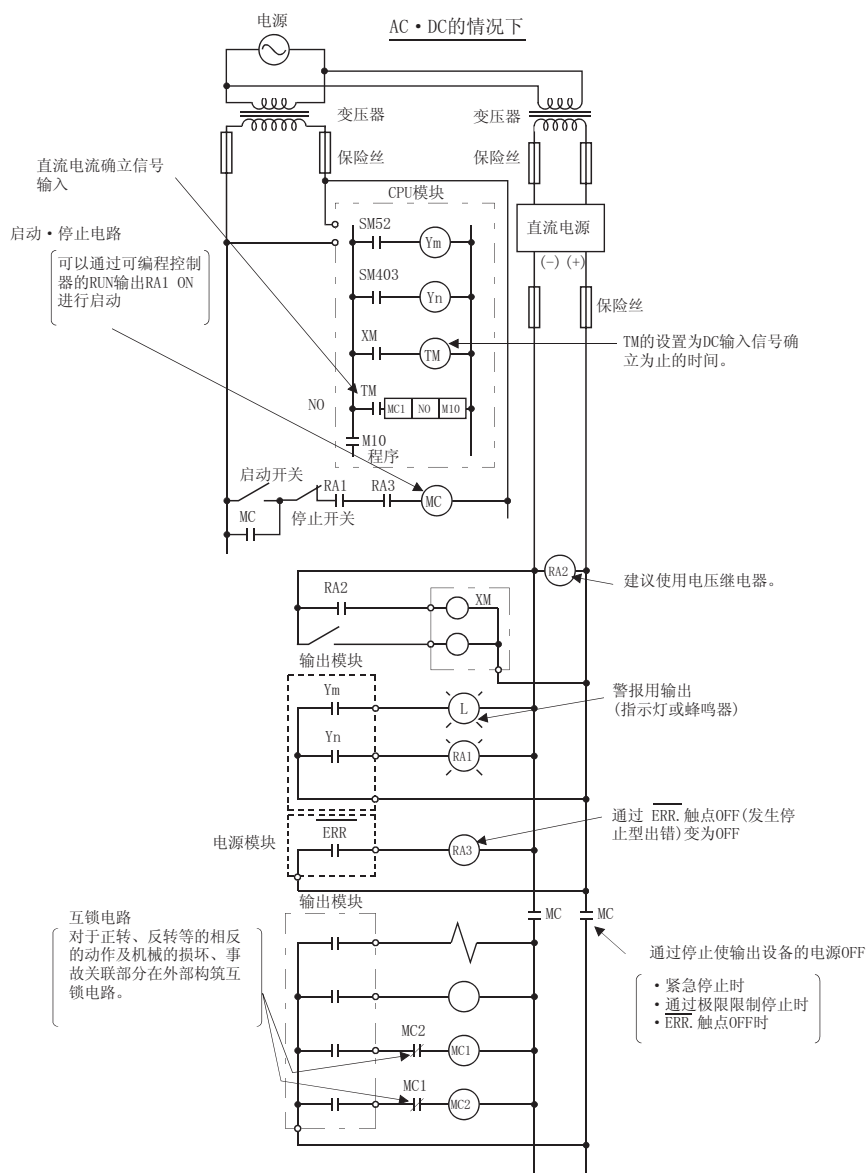 电源
AC・DC的情况下
变压器
变压器
保险丝
保险丝
直流电流确立信号
输入
CPU模块
启动・停止电路
可以通过可编程控制
器的RUN输出RA1 ON
进行启动
SM52
Ym
直流电源
(-) (+)
SM403
Yn
保险丝
XM
TM
TM的设置为DC输入信号确
立为止的时间。
NO
TM
MC1
NO
M10
M10
程序
启动开关
RA1
RA3
MC
停止开关
MC
RA2
建议使用电压继电器。
RA2
XM
输出模块
Ym
L
警报用输出
(指示灯或蜂鸣器)
Yn
RA1
电源模块
ERR
RA3
通过 ERR.触点OFF(发生停
止型出错)变为OFF
输出模块
MC
MC
互锁电路
对于正转、反转等的相反
的动作及机械的损坏、事
故关联部分在外部构筑互
锁电路。
通过停止使输出设备的电源OFF
・紧急停止时
・通过极限限制停止时
・ERR.触点OFF时
MC2
MC1
MC1
MC2